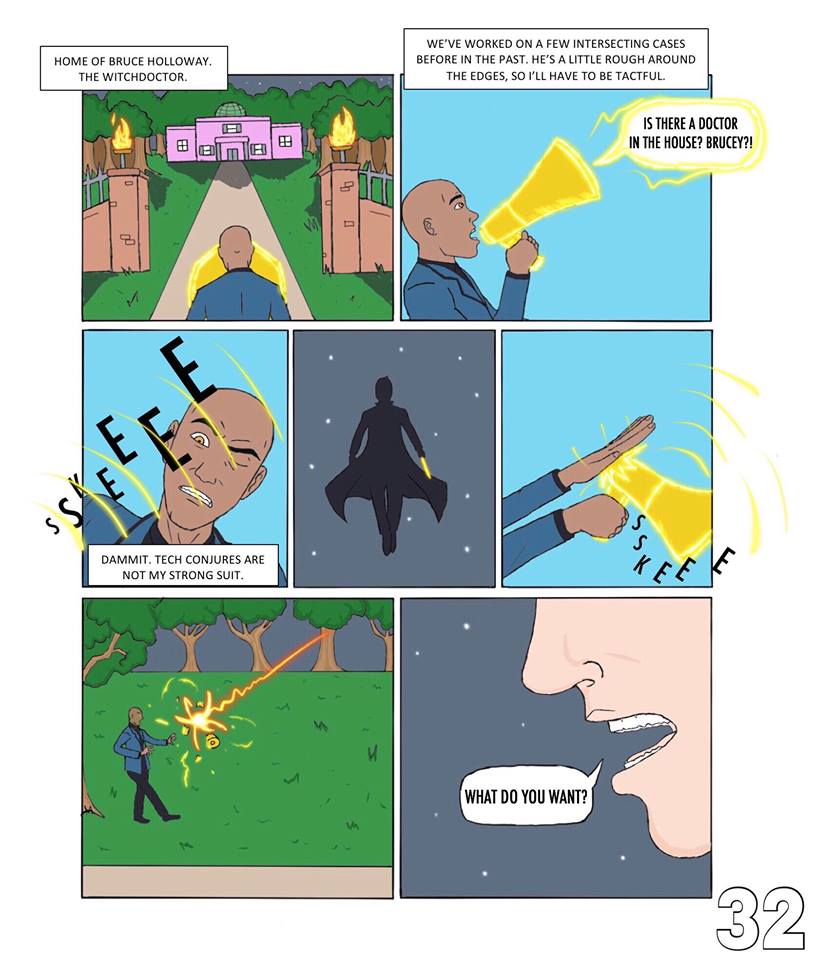 HOME OF BRUCE HOLLOWAY.
THE WITCHDOCTOR.
WE'VE WORKED ON A FEW INTERSECTING CASES
BEFORE IN THE PAST. HE'S A LITTLE ROUGH AROUND
THE EDGES, SO I'LL HAVE TO BE TACTFUL.
IS THERE A DOCTOR
IN THE HOUSE? BRUCEY?!
SSKEEEEE
DAMMIT. TECH CONJURES ARE
NOT MY STRONG SUIT.
SSKEEE
WHAT DO YOU WANT?
32